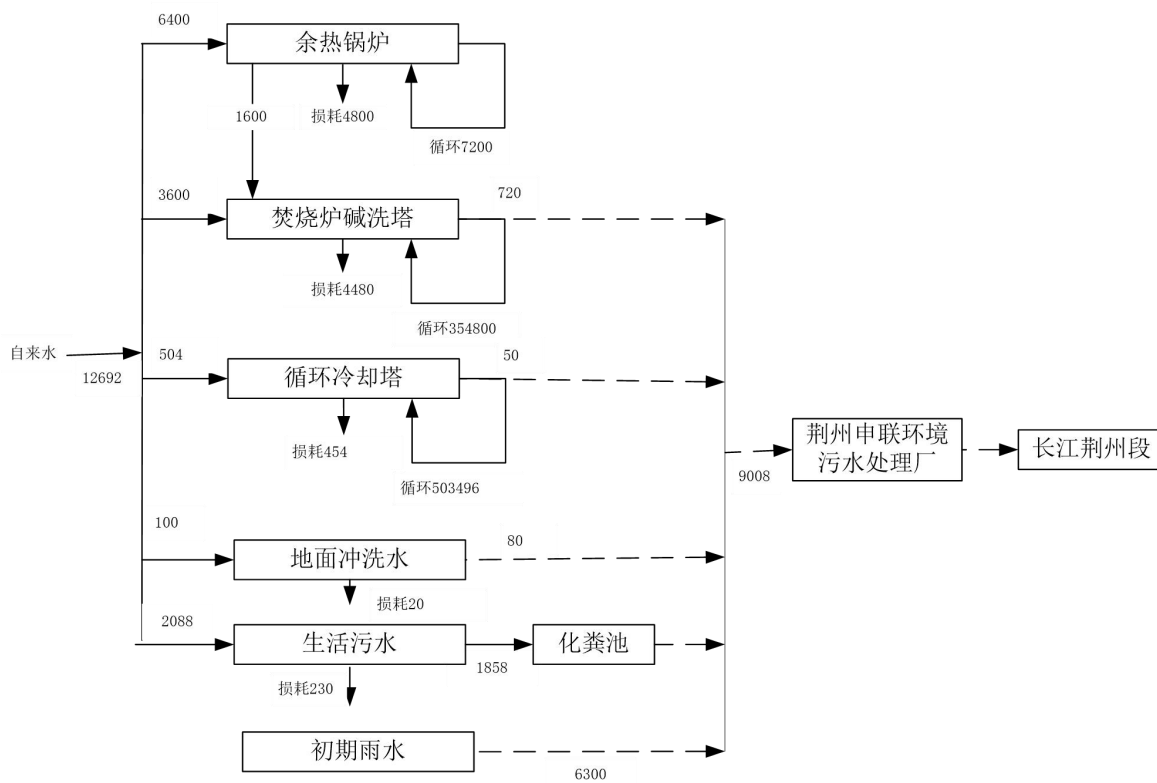 6400
余热锅炉
1600
损耗4800
循环7200
3600
焚烧炉碱洗塔
720
损耗4480
循环354800
自来水
12692
504
循环冷却塔
50
损耗454
循环503496
荆州申联环境
污水处理厂
长江荆州段
9008
100
地面冲洗水
80
损耗20
2088
生活污水
1858
化粪池
损耗230
初期雨水
6300